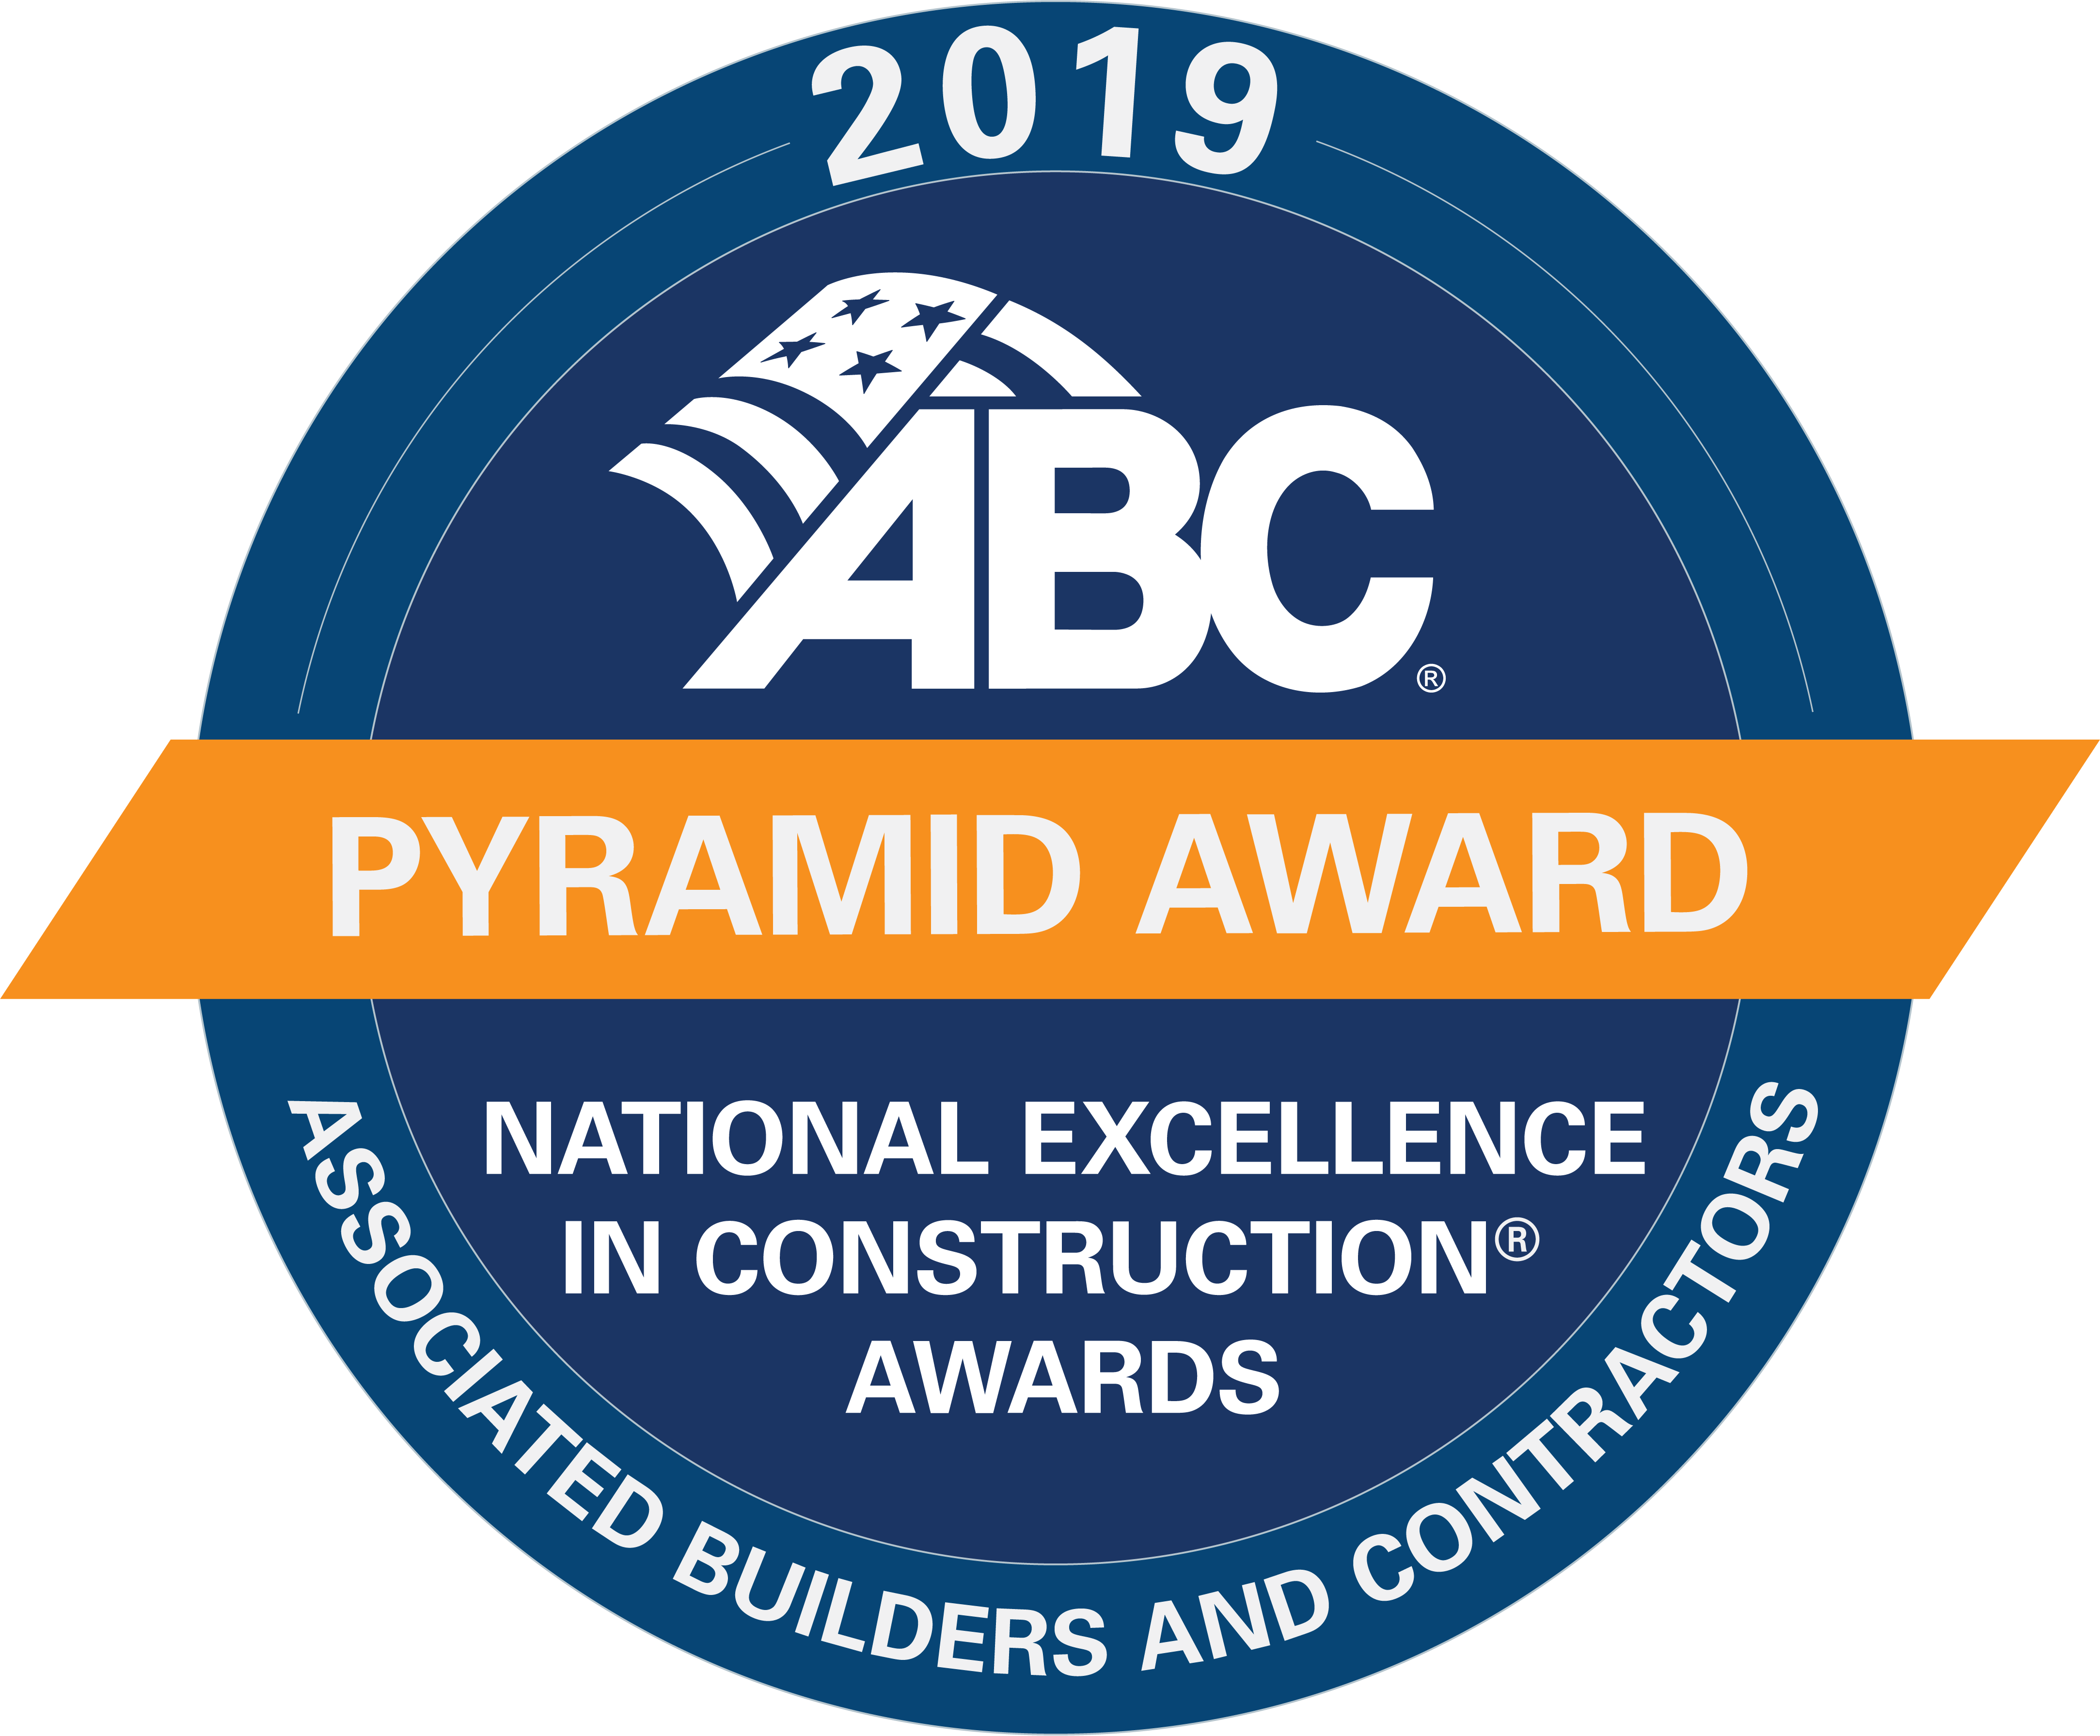 2019
ABC®
PYRAMID AWARD
NATIONAL EXCELLENCE
IN CONSTRUCTION®
AWARDS
ASSOCIATED BUILDERS AND CONTRACTORS